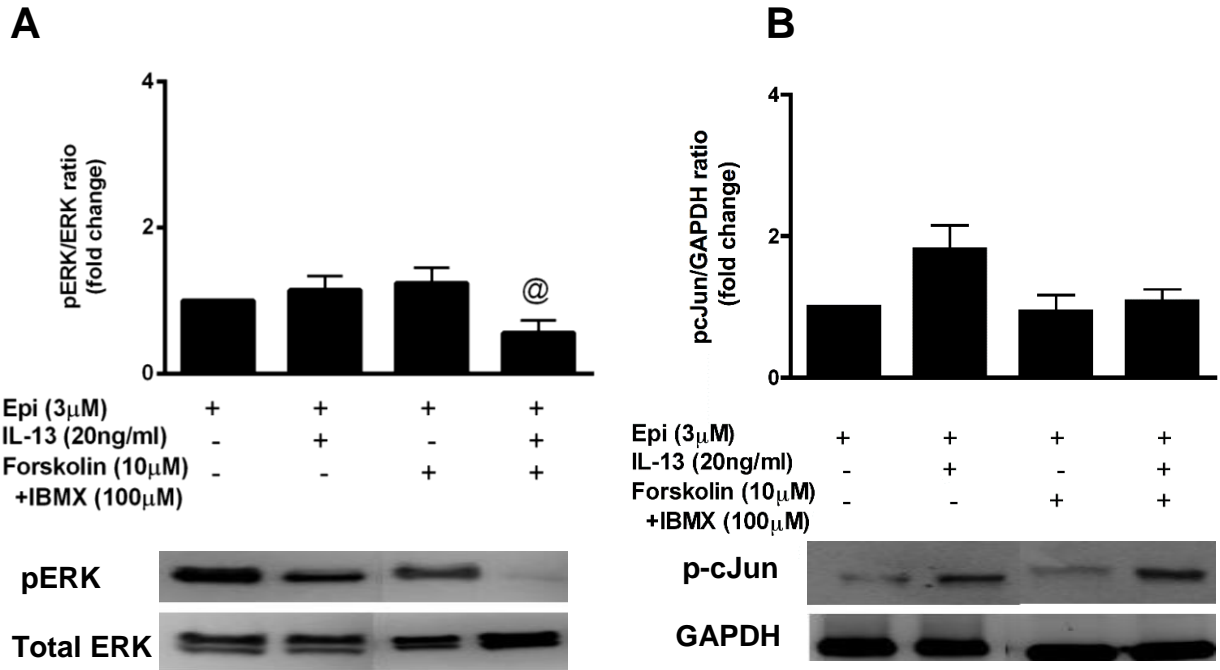 A
pERK/ERK ratio
(fold change)
4
2
0
@
Epi (3μM) + + + +
IL-13 (20ng/ml) - + - +
Forskolin (10μM) - - + +
+IBMX (100μM)
pERK
Total ERK
B
pcJun/GAPDH ratio
(fold change)
4
2
0
Epi (3μM) + + + +
IL-13 (20ng/ml) - + - +
Forskolin (10μM) - - + +
+IBMX (100μM)
p-cJun
GAPDH